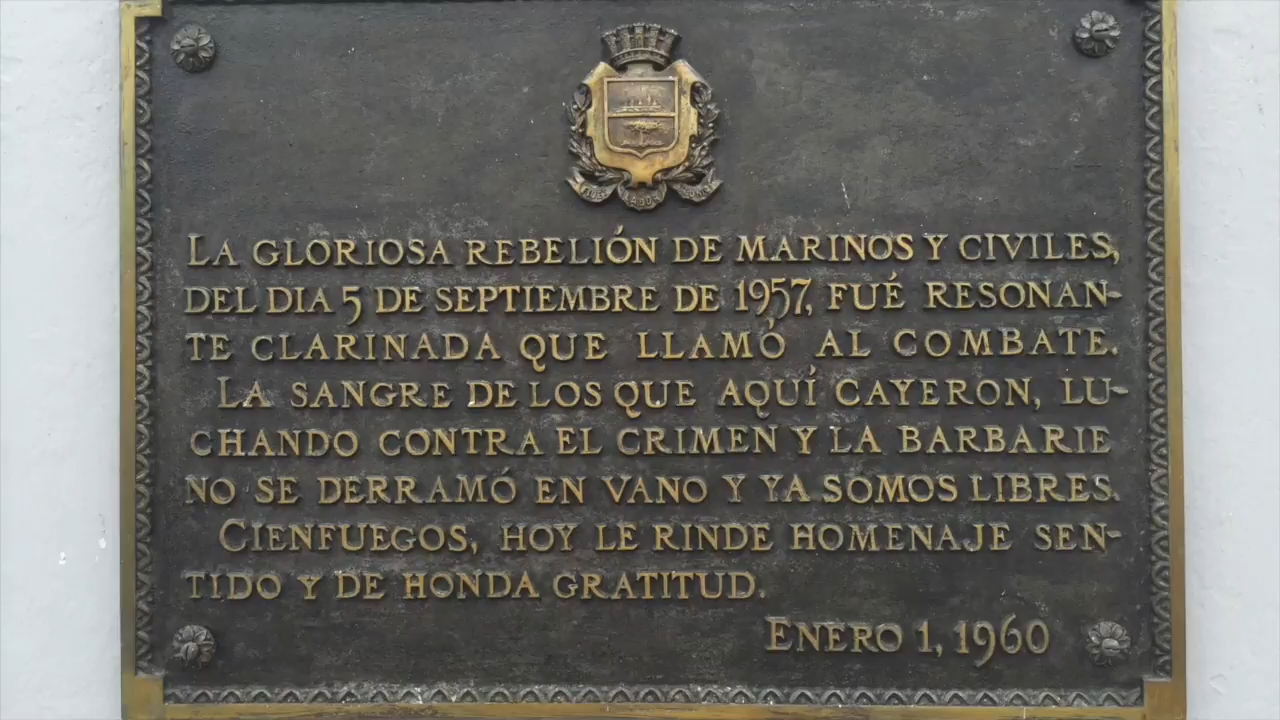 LA GLORIOSA REBELIÓN DE MARINOS Y CIVILES,
DEL DIA 5 DE SEPTIEMBRE DE 1957, FUÉ RESONAN-
TE CLARINADA QUE LLAMÓ AL COMBATE.
LA SANGRE DE LOS QUE AQUÍ CAYERON, LU-
CHANDO CONTRA EL CRIMEN Y LA BARBARIE
NO SE DERRAMÓ EN VANO Y YA SOMOS LIBRES.
CIENFUEGOS, HOY LE RINDE HOMENAJE SEN-
TIDO Y DE HONDA GRATITUD.
ENERO 1, 1960